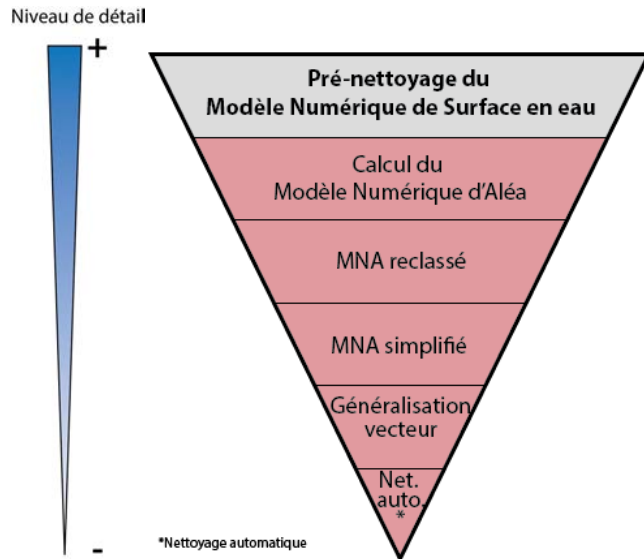 Niveau de détail
+
Pré-nettoyage du
Modèle Numérique de Surface en eau
Calcul du
Modèle Numérique d'Aléa
MNA reclassé
MNA simplifié
Généralisation
vecteur
Net.
auto.
*
-
*Nettoyage automatique